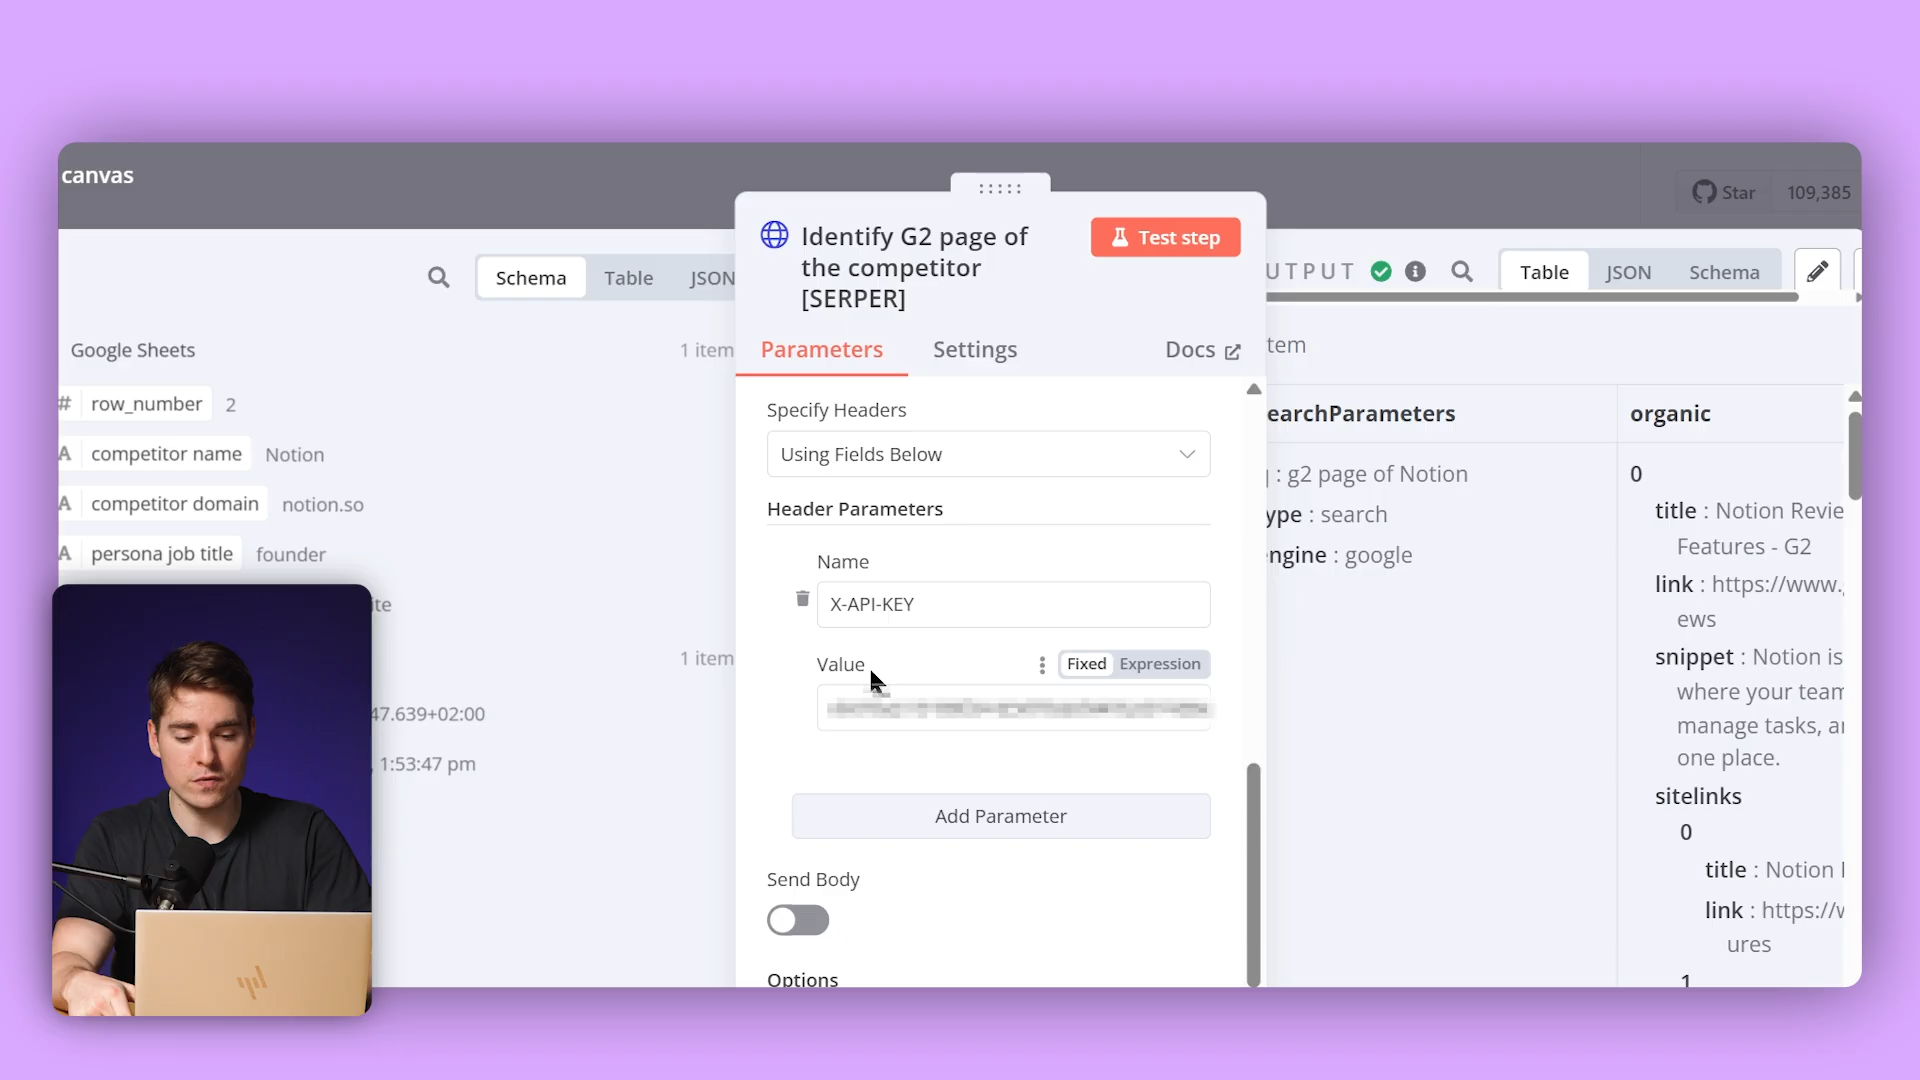 canvas
Star 109,385
Identify G2 page of
the competitor
[SERPER]
Test step
Parameters
Settings
Docs
Schema
Table
JSON
Google Sheets
1 item
# row_number 2
A competitor name Notion
A competitor domain notion.so
A persona job title founder
ite
1 item
47.639+02:00
1:53:47 pm
Specify Headers
Using Fields Below
Header Parameters
Name
X-API-KEY
Value
Fixed
Expression
Add Parameter
Send Body
Options
UTPUT
Table
JSON
Schema
tem
earchParameters
: g2 page of Notion
ype : search
ngine : google
organic
0
title : Notion Revie
Features - G2
link : https://www.
ews
snippet : Notion is
where your team
manage tasks, a
one place.
sitelinks
0
title : Notion
link : https://w
ures
1